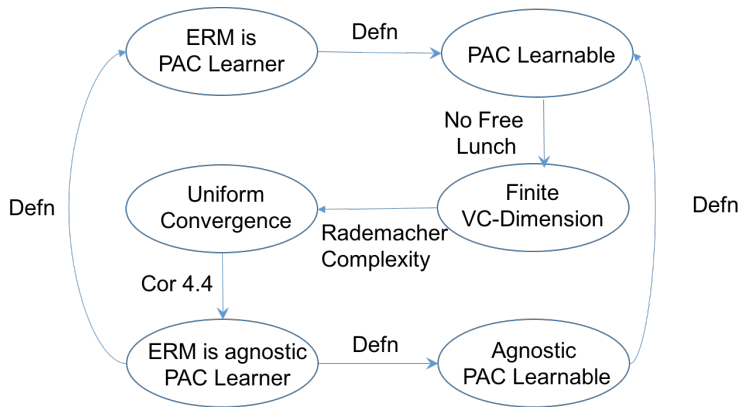 ERM is
PAC Learner
Defn
PAC Learnable
No Free
Lunch
Uniform
Convergence
Finite
VC-Dimension
Defn
Defn
Rademacher
Complexity
Cor 4.4
ERM is agnostic
PAC Learner
Defn
Agnostic
PAC Learnable